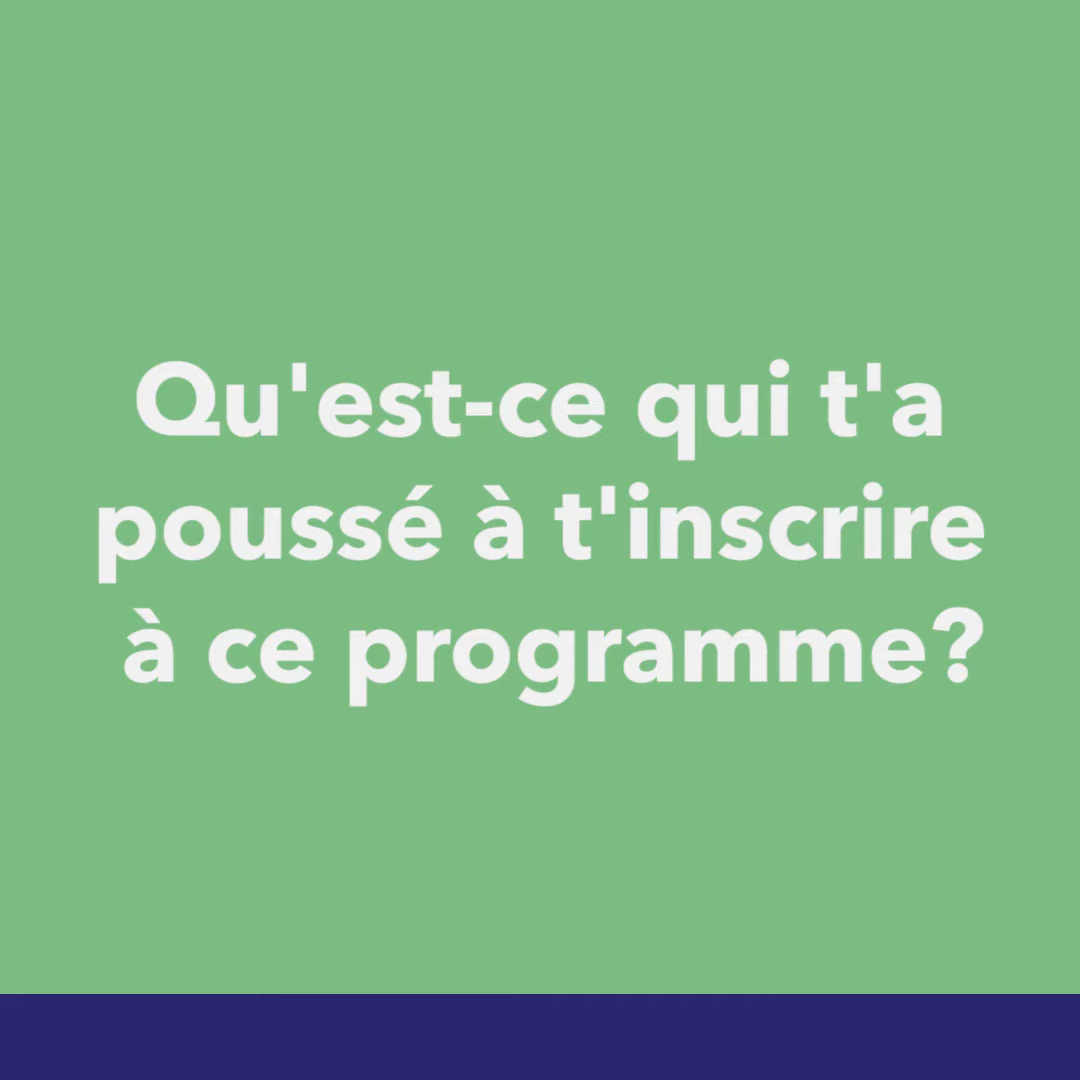 Qu'est-ce qui t'a
poussé à t'inscrire
à ce programme?